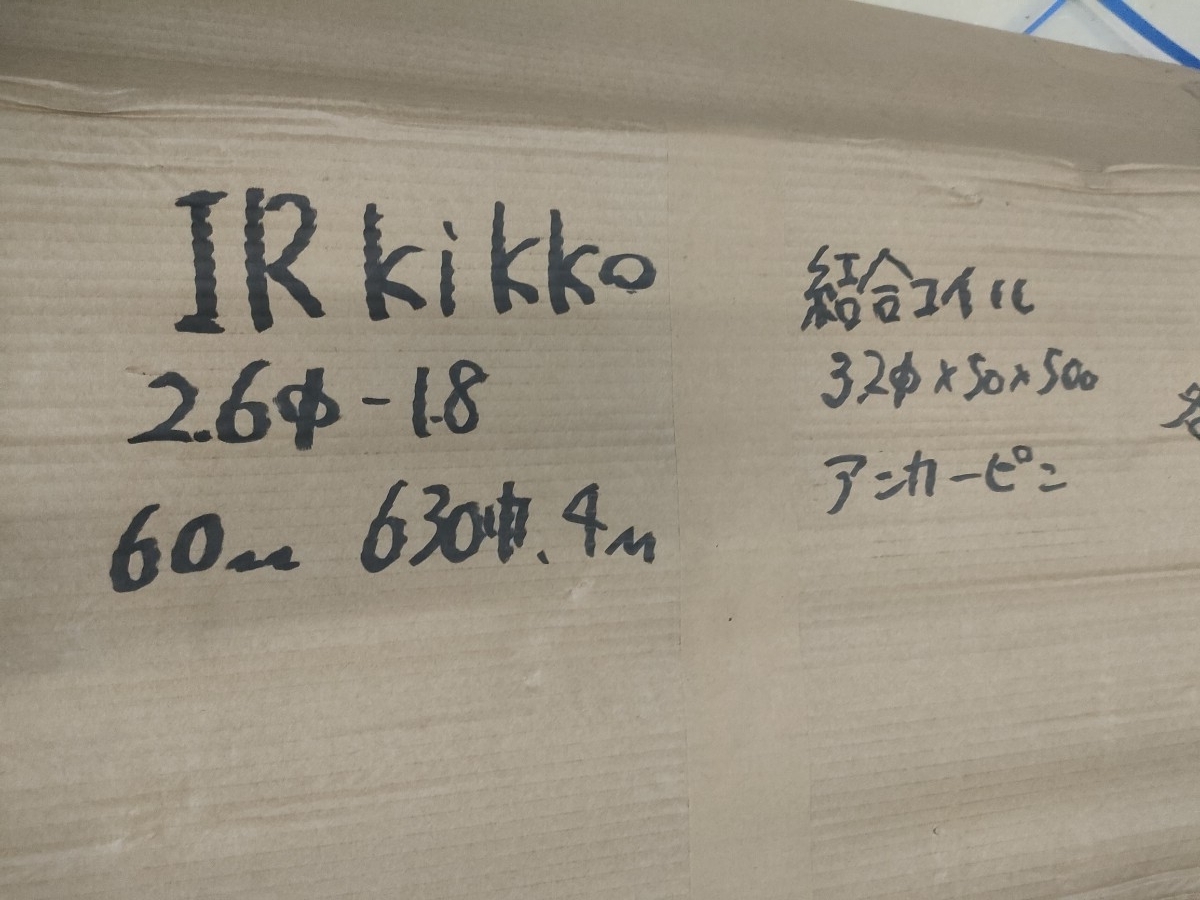 IR kikko
2.6φ-1.8
60m 630巾、4m
結合コイル
3.2φ×50×500
アンカーピン